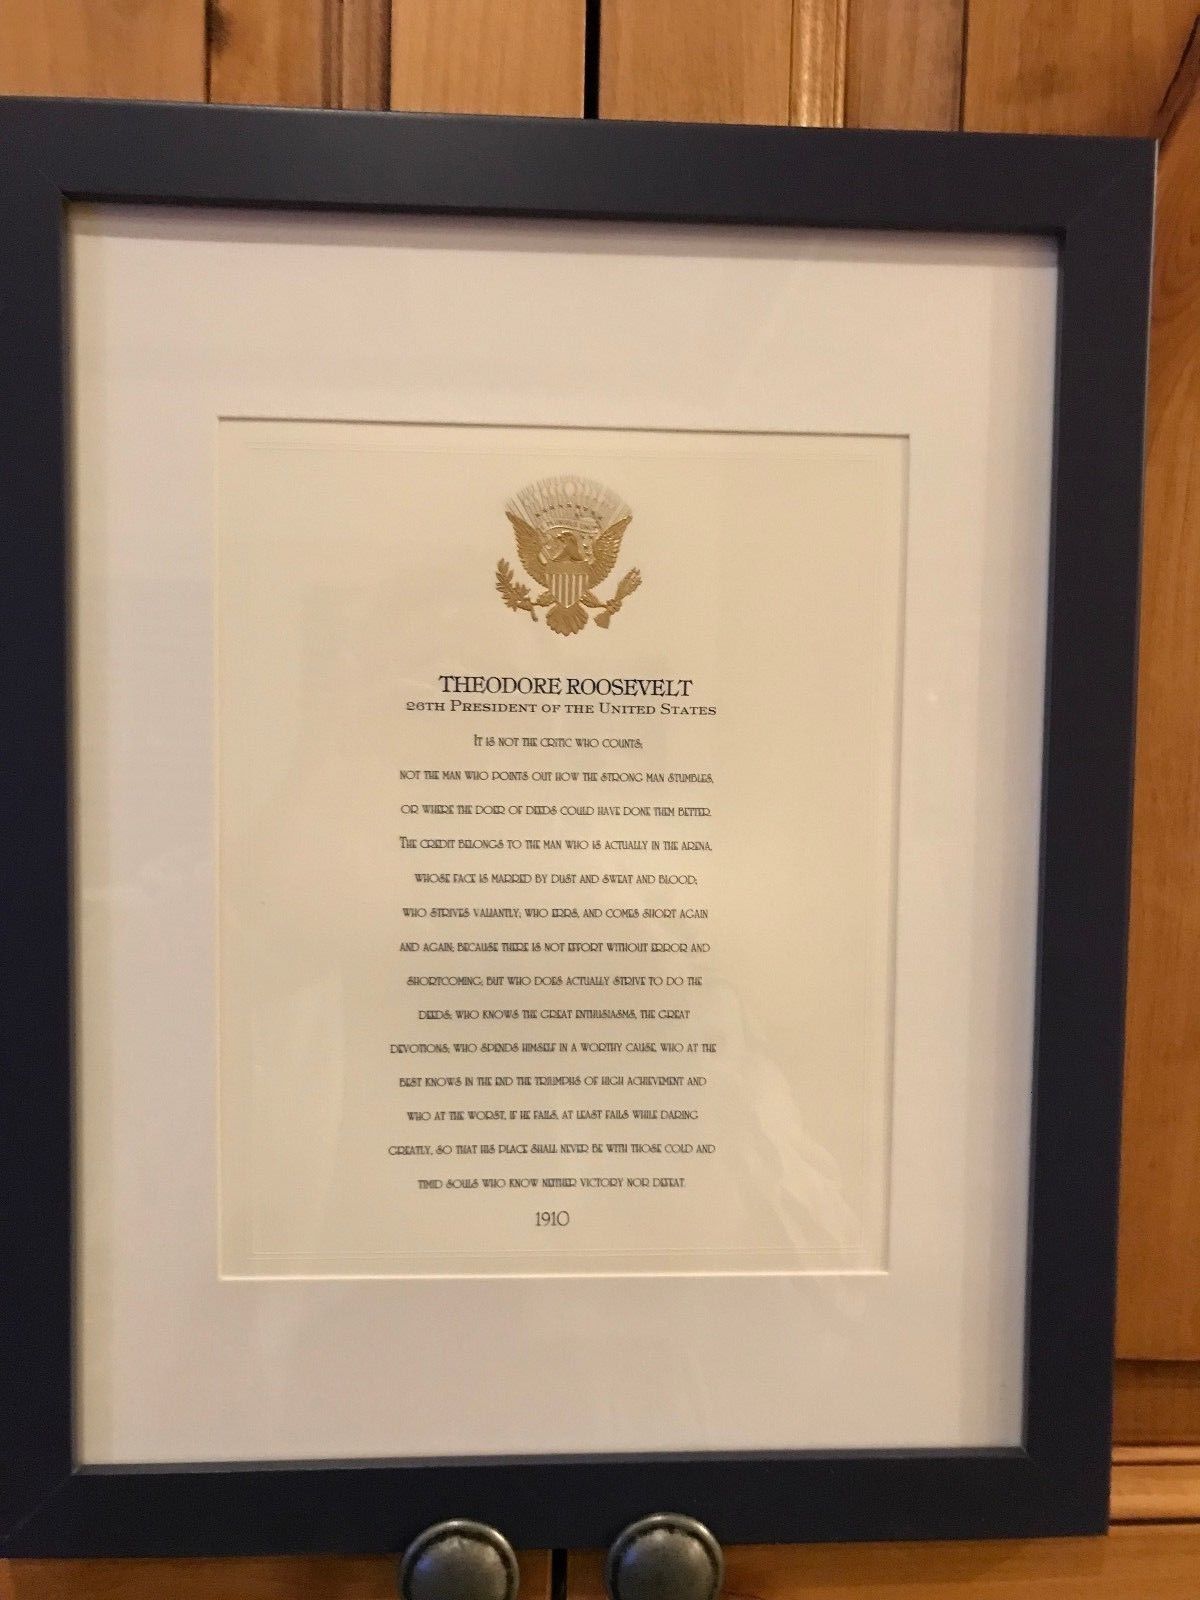 THEODORE ROOSEVELT
26TH PRESIDENT OF THE UNITED STATES
IT IS NOT THE CRITIC WHO COUNTS;
NOT THE MAN WHO POINTS OUT HOW THE STRONG MAN STUMBLES,
OR WHERE THE DOER OF DEEDS COULD HAVE DONE THEM BETTER.
THE CREDIT BELONGS TO THE MAN WHO IS ACTUALLY IN THE ARENA,
WHOSE FACE IS MARRED BY DUST AND SWEAT AND BLOOD;
WHO STRIVES VALIANTLY; WHO ERRS, AND COMES SHORT AGAIN
AND AGAIN; BECAUSE THERE IS NOT EFFORT WITHOUT ERROR AND
SHORTCOMING; BUT WHO DOES ACTUALLY STRIVE TO DO THE
DEEDS; WHO KNOWS THE GREAT ENTHUSIASMS, THE GREAT
DEVOTIONS; WHO SPENDS HIMSELF IN A WORTHY CAUSE, WHO AT THE
BEST KNOWS IN THE END THE TRIUMPHS OF HIGH ACHIEVEMENT AND
WHO AT THE WORST, IF HE FAILS, AT LEAST FAILS WHILE DARING
GREATLY, SO THAT HIS PLACE SHALL NEVER BE WITH THOSE COLD AND
TIMID SOULS WHO KNOW NEITHER VICTORY NOR DEFEAT.
1910